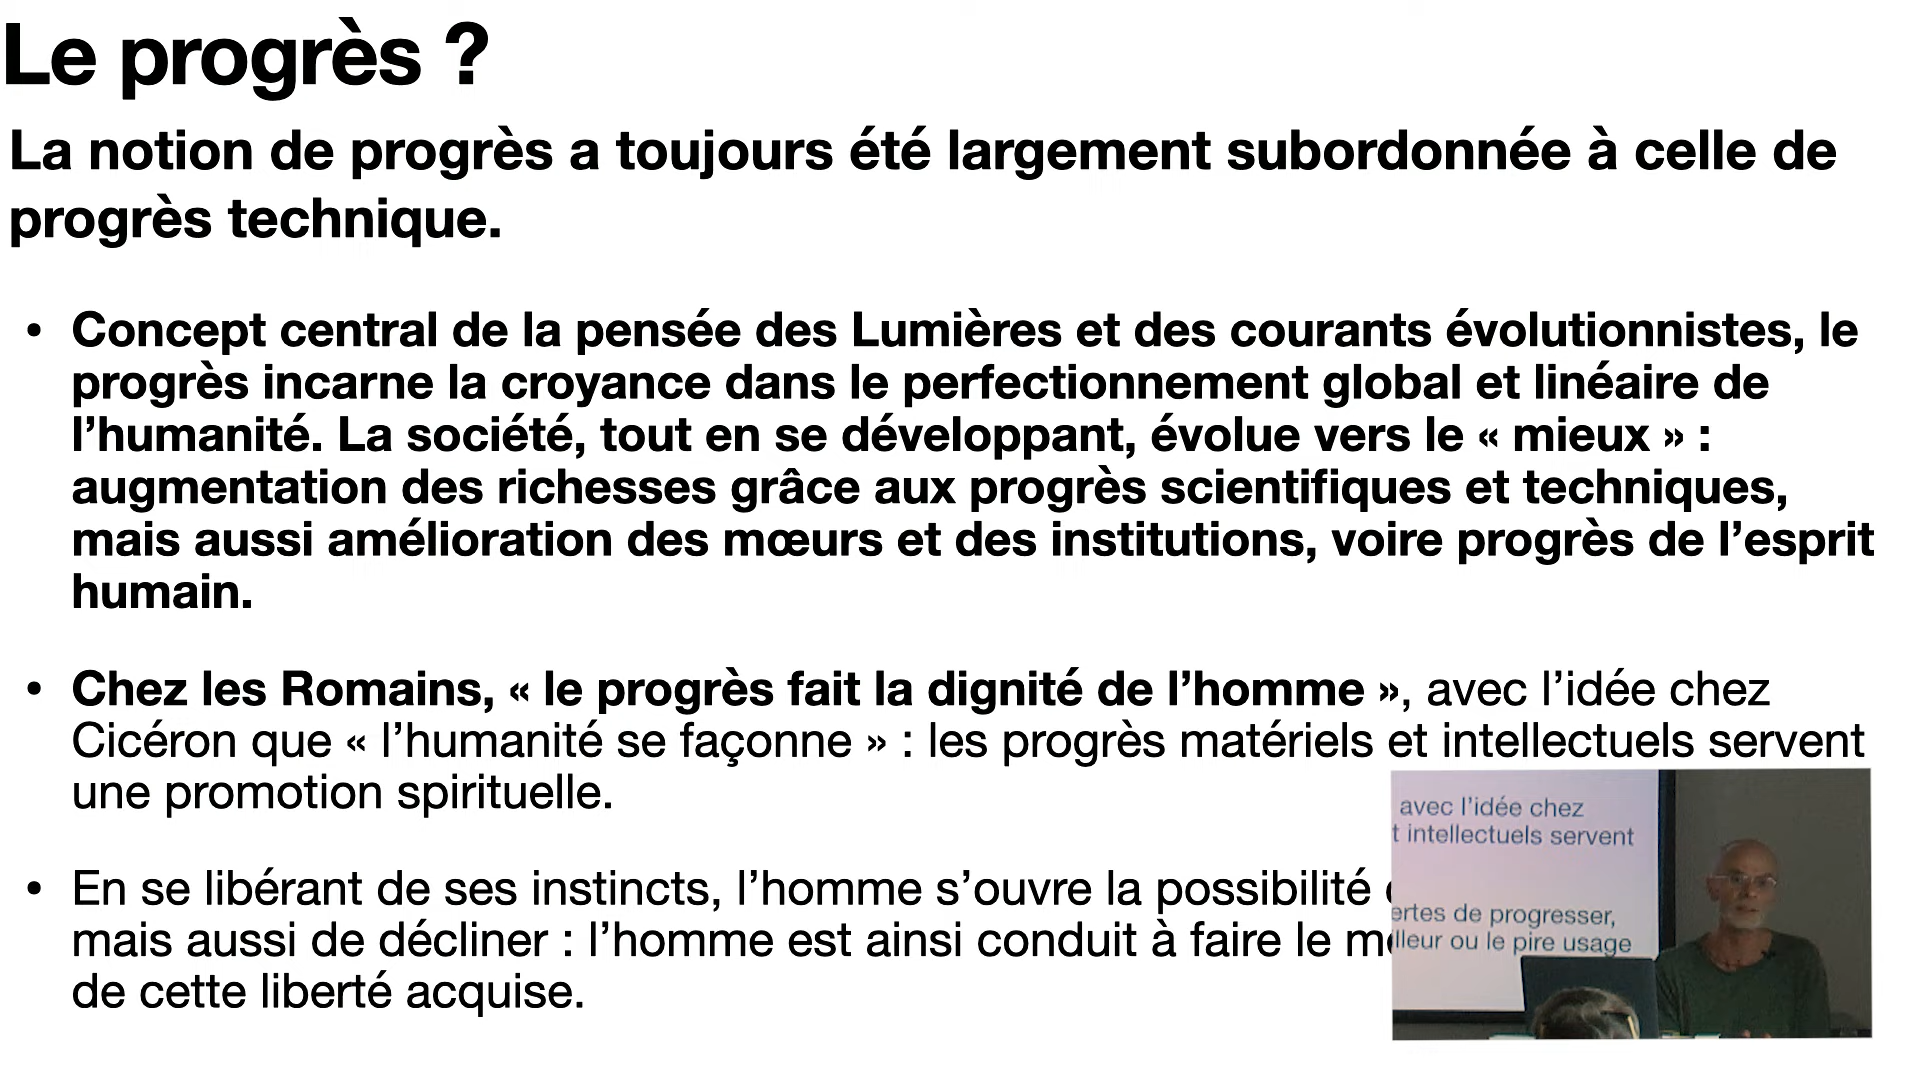 Le progrès ?
La notion de progrès a toujours été largement subordonnée à celle de
progrès technique.
• Concept central de la pensée des Lumières et des courants évolutionnistes, le
progrès incarne la croyance dans le perfectionnement global et linéaire de
l’humanité. La société, tout en se développant, évolue vers le « mieux » :
augmentation des richesses grâce aux progrès scientifiques et techniques,
mais aussi amélioration des mœurs et des institutions, voire progrès de l’esprit
humain.
• Chez les Romains, « le progrès fait la dignité de l’homme », avec l’idée chez
Cicéron que « l’humanité se façonne » : les progrès matériels et intellectuels servent
une promotion spirituelle.
• En se libérant de ses instincts, l’homme s’ouvre la possibilité
mais aussi de décliner : l’homme est ainsi conduit à faire le
de cette liberté acquise.
avec l’idée chez
t intellectuels servent
ertes de progresser,
lleur ou le pire usage